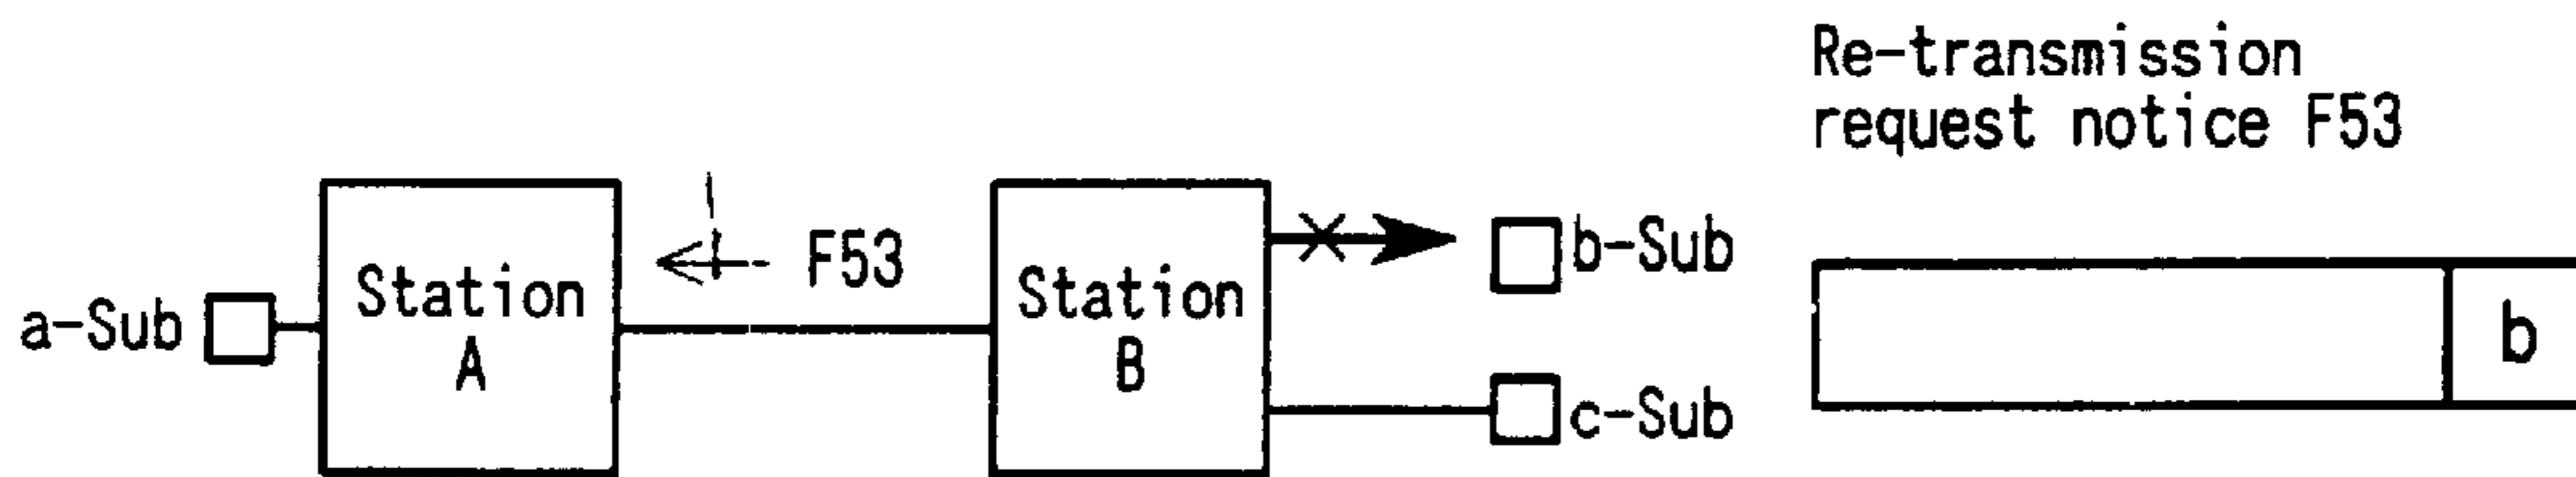 Re-transmission
request notice F53
F53
a-Sub
Station
A
Station
B
b-Sub
c-Sub
b